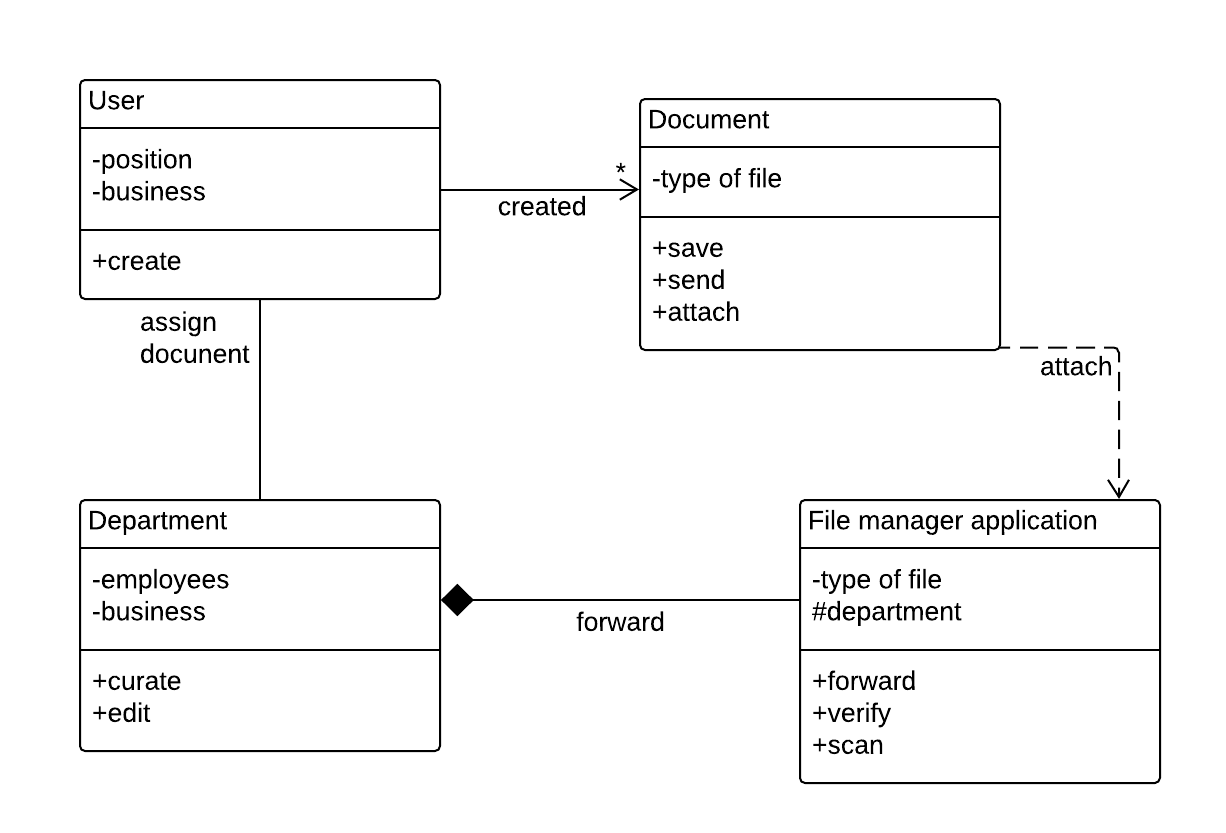 User
-position
-business
+create
Document
-type of file
+save
+send
+attach
*
created
assign
docunent
attach
Department
-employees
-business
+curate
+edit
forward
File manager application
-type of file
#department
+forward
+verify
+scan